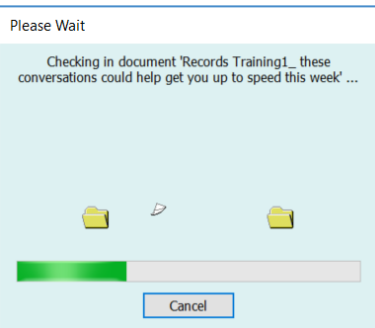 Please Wait
Checking in document 'Records Training1_ these
conversations could help get you up to speed this week' ...
Cancel